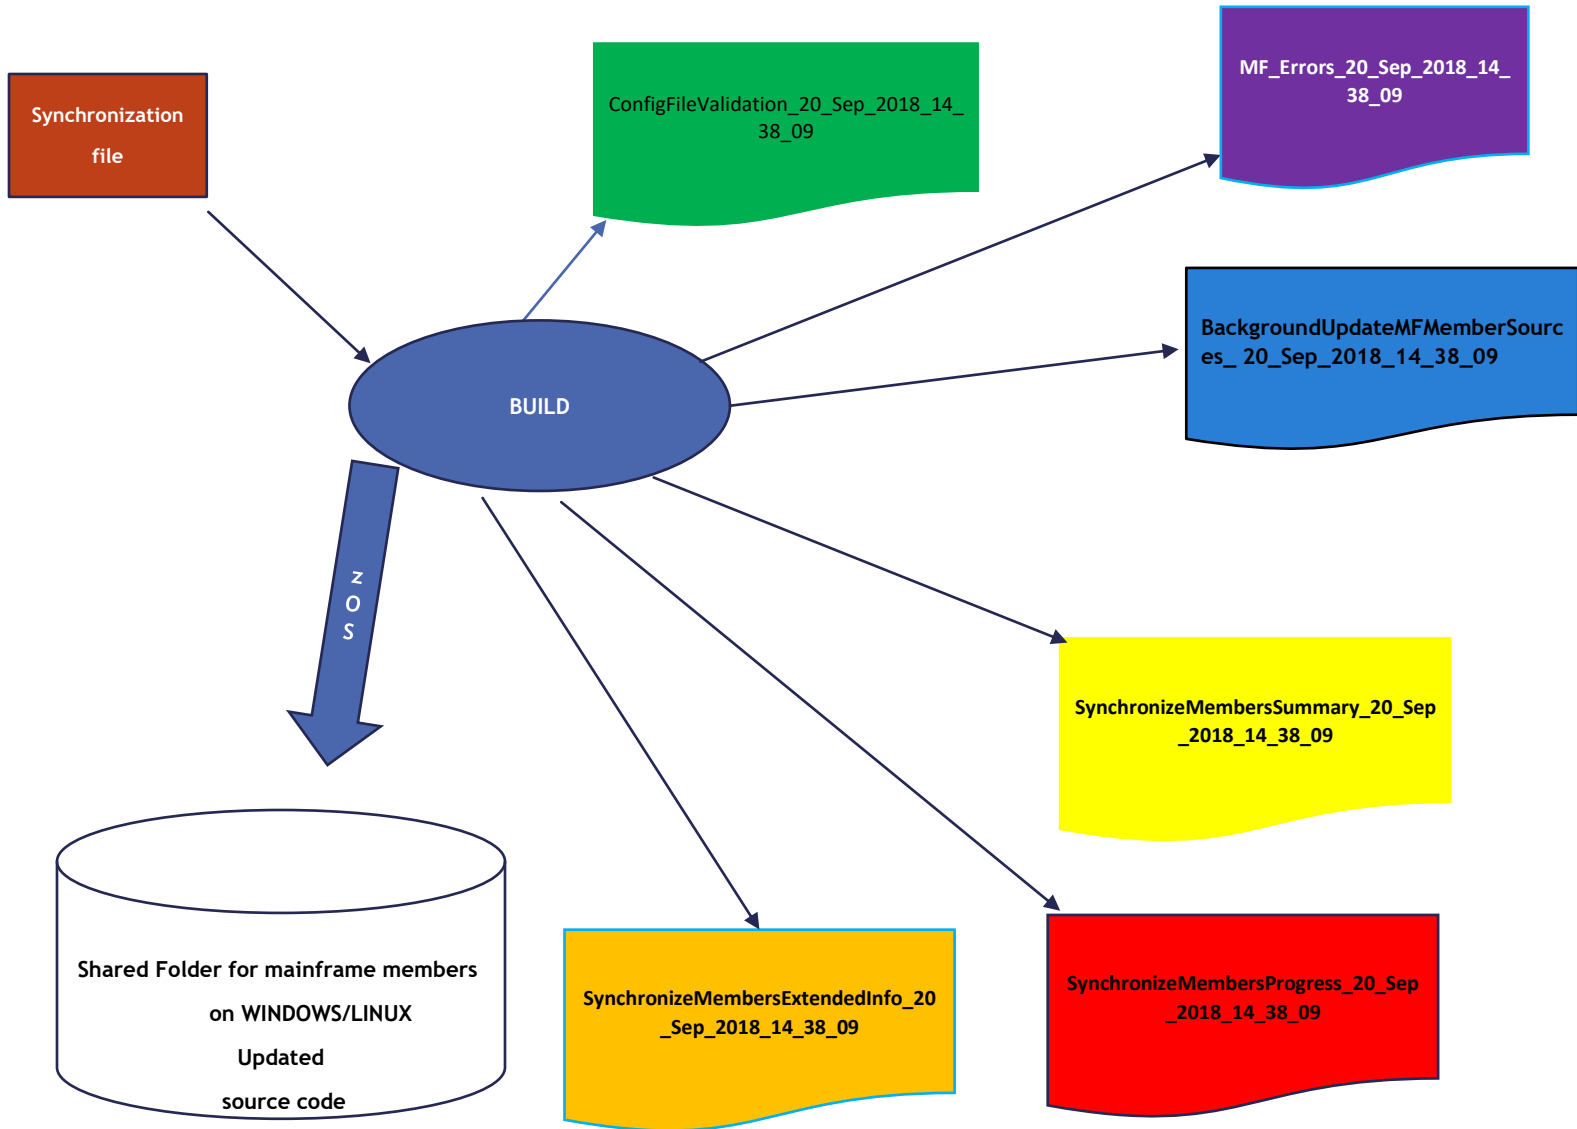 Synchronization
file
ConfigFileValidation_20_Sep_2018_14_
38_09
MF_Errors_20_Sep_2018_14_
38_09
BackgroundUpdateMFMemberSourc
es_ 20_Sep_2018_14_38_09
BUILD
z
O
S
SynchronizeMembersSummary_20_Sep
_2018_14_38_09
Shared Folder for mainframe members
on WINDOWS/LINUX
Updated
source code
SynchronizeMembersExtendedInfo_20
_Sep_2018_14_38_09
SynchronizeMembersProgress_20_Sep
_2018_14_38_09